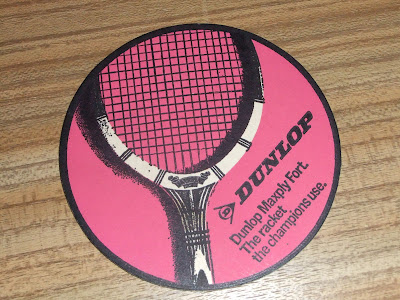 DUNLOP
Dunlop Maxply Fort.
The racket
the champions use.